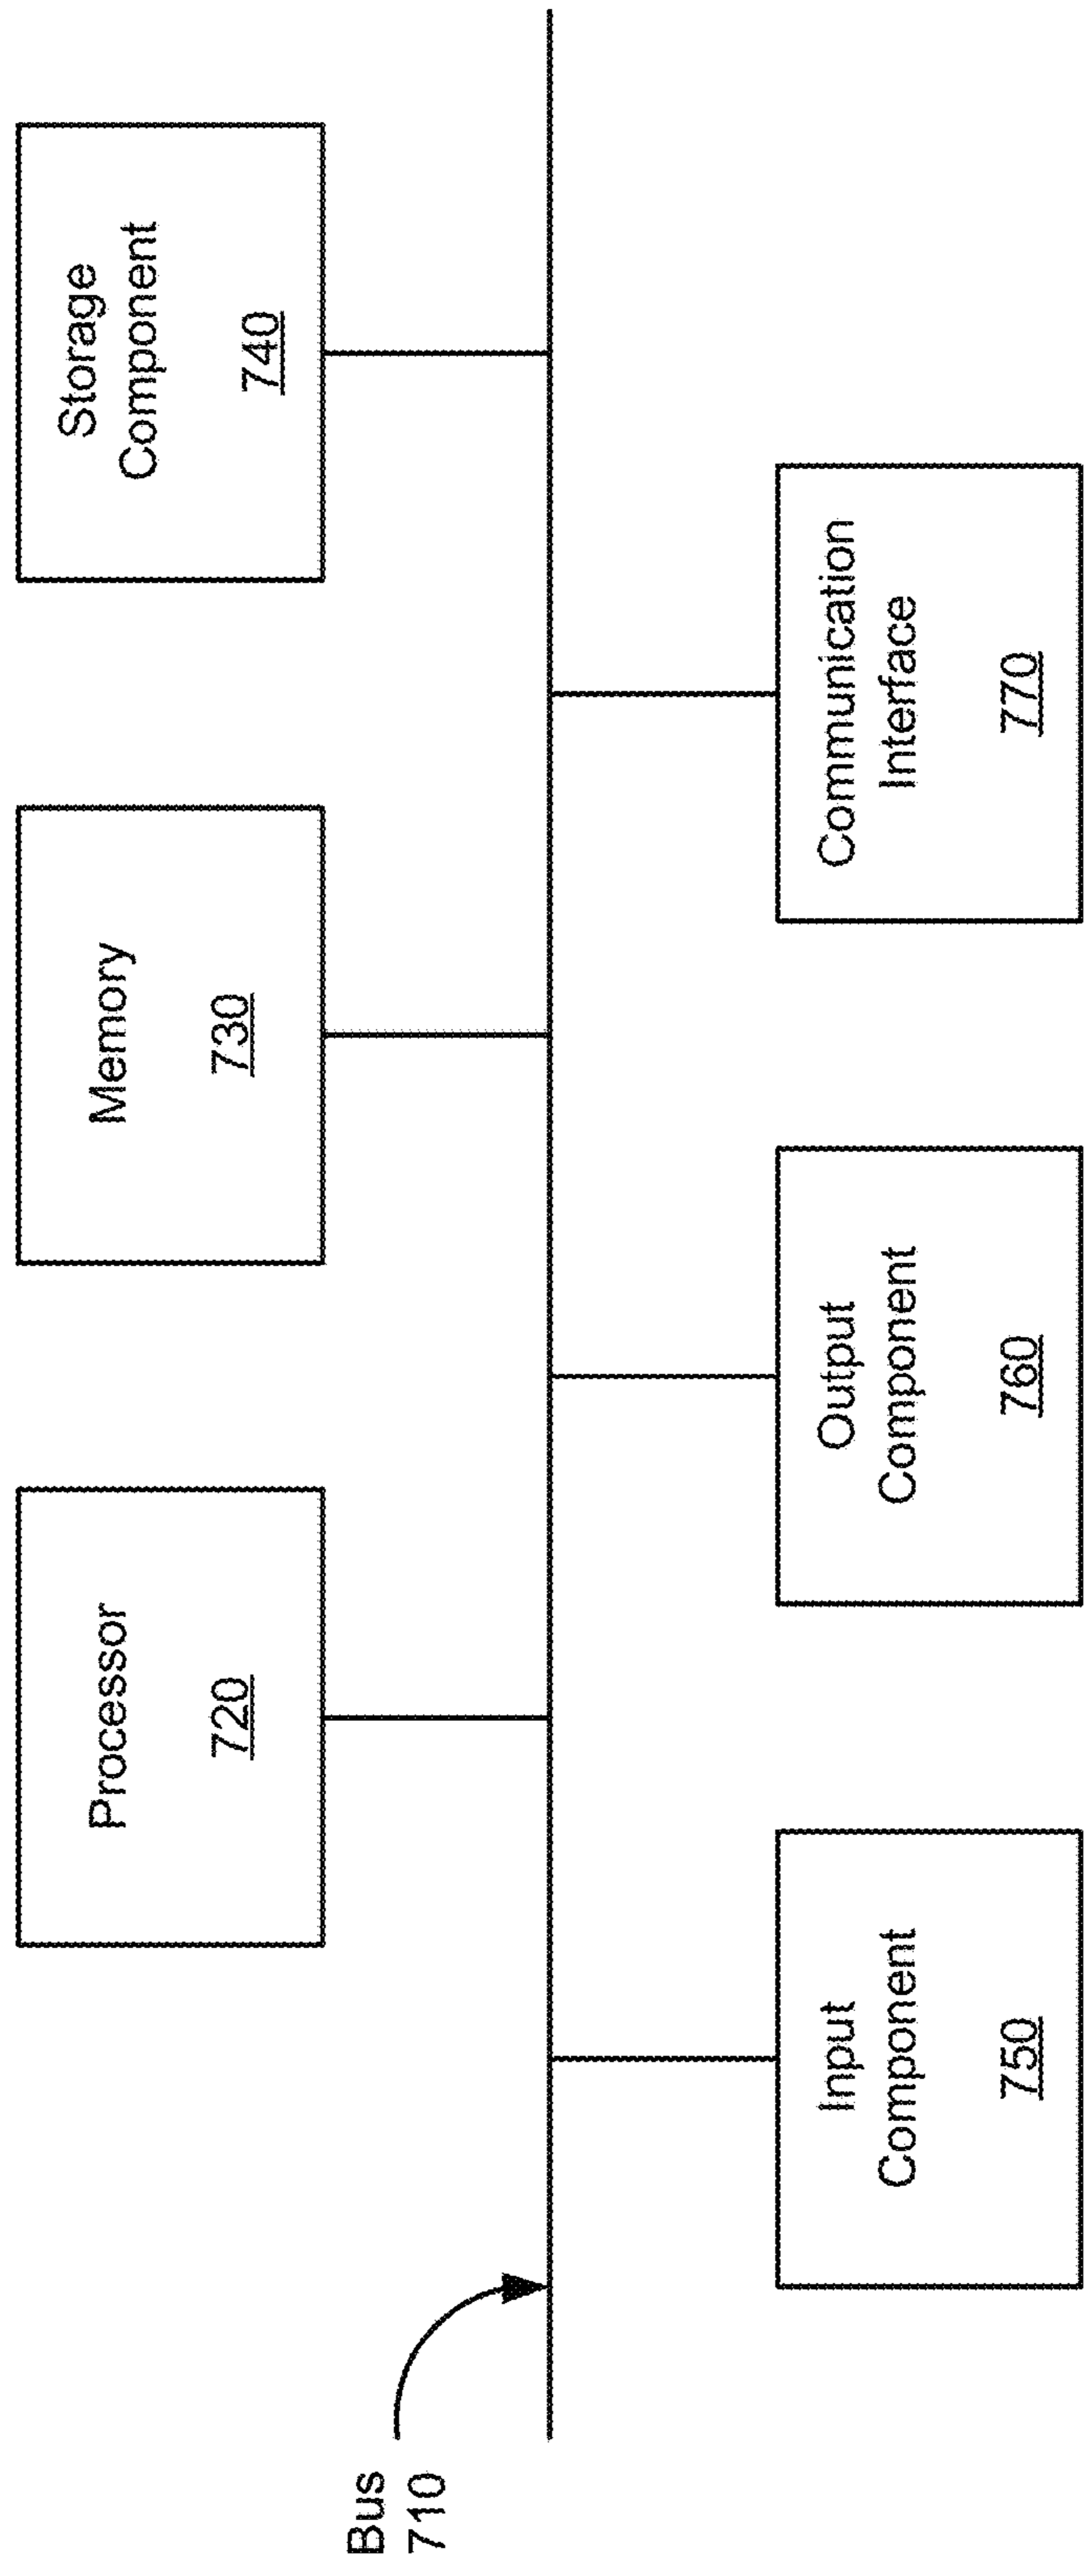 Processor
720
Memory
730
Storage
Component
740
Bus
710
Input
Component
750
Output
Component
760
Communication
Interface
770